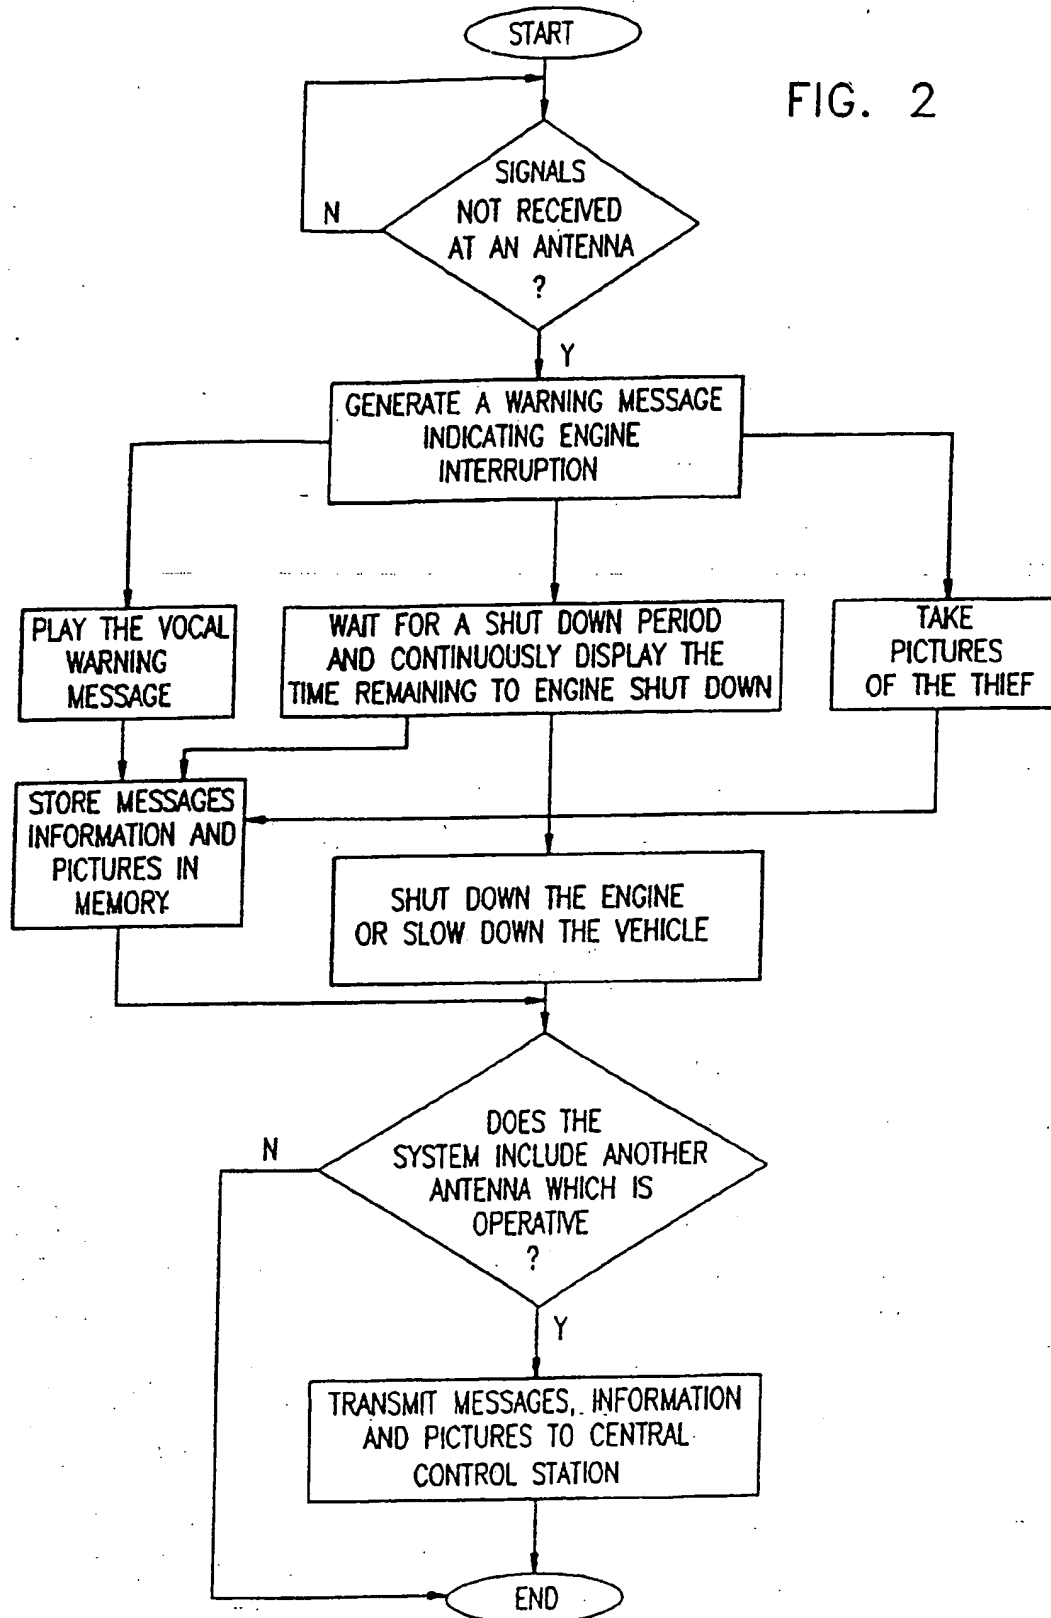 START
FIG. 2
SIGNALS
NOT RECEIVED
AT AN ANTENNA
?
N
Y
GENERATE A WARNING MESSAGE
INDICATING ENGINE
INTERRUPTION
PLAY THE VOCAL
WARNING
MESSAGE
WAIT FOR A SHUT DOWN PERIOD
AND CONTINUOUSLY DISPLAY THE
TIME REMAINING TO ENGINE SHUT DOWN
TAKE
PICTURES
OF THE THIEF
STORE MESSAGES
INFORMATION AND
PICTURES IN
MEMORY.
SHUT DOWN THE ENGINE
OR SLOW DOWN THE VEHICLE
DOES THE
SYSTEM INCLUDE ANOTHER
ANTENNA WHICH IS
OPERATIVE
?
N
Y
TRANSMIT MESSAGES, INFORMATION
AND PICTURES TO CENTRAL
CONTROL STATION
END